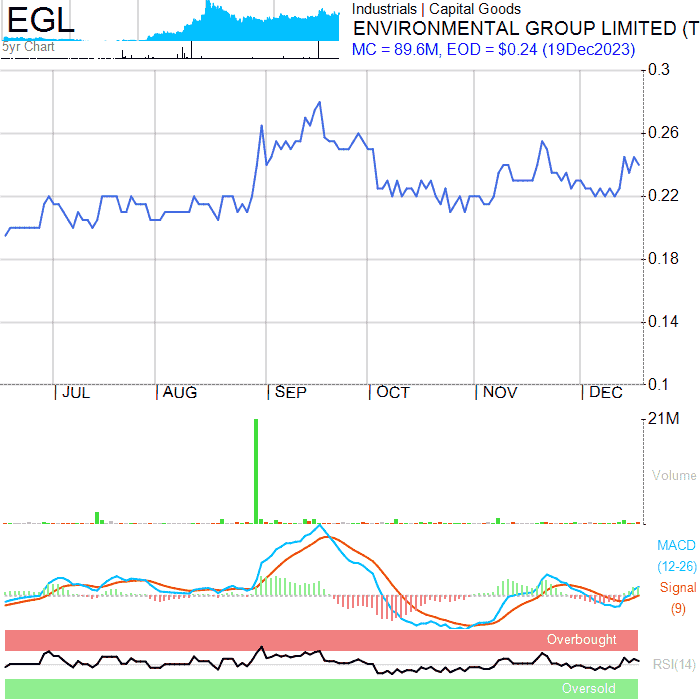 EGL
5yr Chart
Industrials | Capital Goods
ENVIRONMENTAL GROUP LIMITED (T
MC = 89.6M, EOD = $0.24 (19Dec2023)
0.3
0.26
0.22
0.18
0.14
0.1
JUL AUG SEP OCT NOV DEC
21M
Volume
MACD
(12-26)
Signal
(9)
Overbought
RSI(14)
Oversold